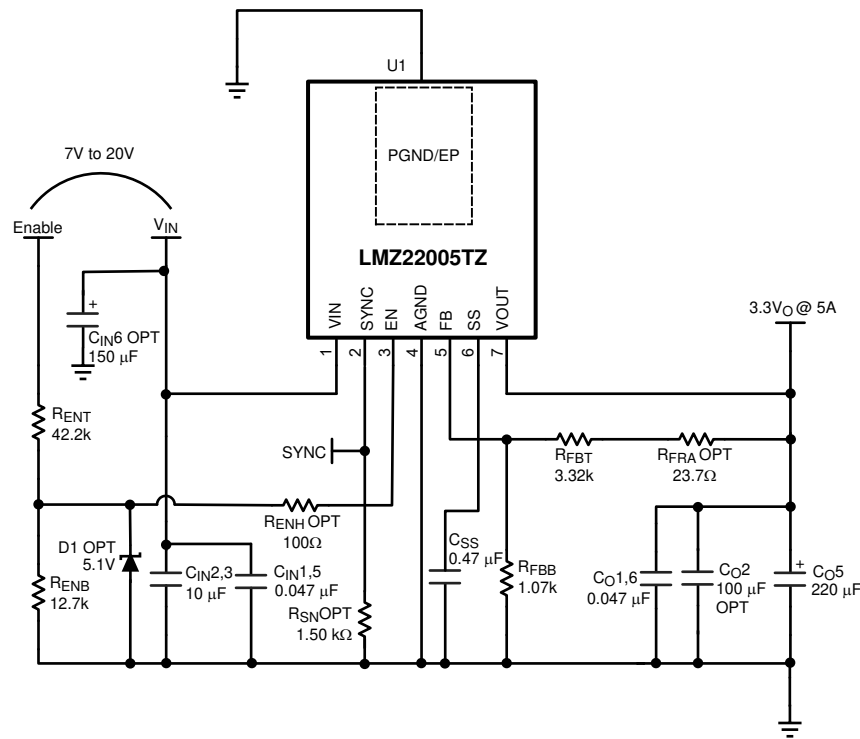 U1
PGND/EP
7V to 20V
Enable
VIN
LMZ22005TZ
VIN
SYNC
EN
AGND
FB
SS
VOUT
1
2
3
4
5
6
7
3.3VO @ 5A
+
CIN6 OPT
150 μF
RENT
42.2k
SYNC
RFBT
3.32k
RFRA OPT
23.7Ω
RENH OPT
100Ω
D1 OPT
5.1V
RENB
12.7k
CIN2,3
10 μF
CIN1,5
0.047 μF
RSNOPT
1.50 kΩ
CSS
0.47 μF
RFBB
1.07k
CO1,6
0.047 μF
CO2
100 μF
OPT
+
CO5
220 μF